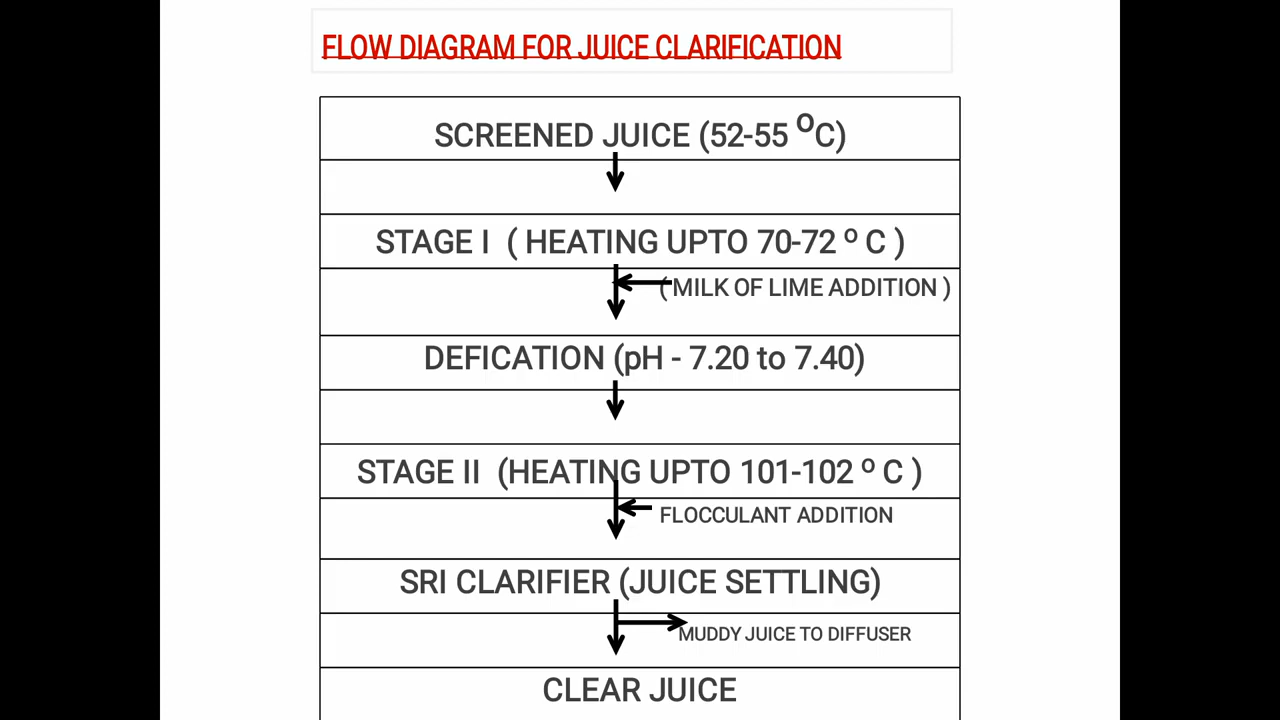 FLOW DIAGRAM FOR JUICE CLARIFICATION
SCREENED JUICE (52-55 ºC)
STAGE I ( HEATING UPTO 70-72 º C )
( MILK OF LIME ADDITION )
DEFICATION (pH - 7.20 to 7.40)
STAGE II (HEATING UPTO 101-102 º C )
FLOCCULANT ADDITION
SRI CLARIFIER (JUICE SETTLING)
MUDDY JUICE TO DIFFUSER
CLEAR JUICE